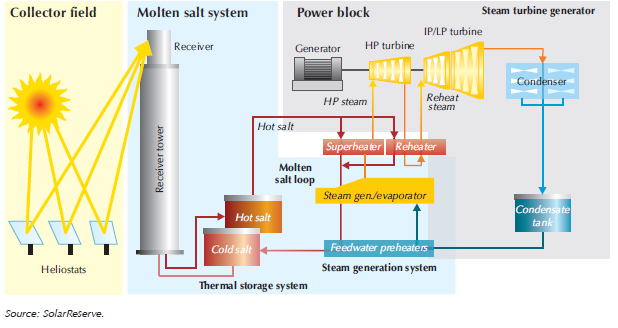 Collector field
Molten salt system
Power block
Steam turbine generator
IP/LP turbine
Receiver
Generator
HP turbine
Condenser
HP steam
Reheat
steam
Hot salt
Receiver tower
Superheater
Reheater
Molten
salt loop
Steam gen./evaporator
Hot salt
Condensate
tank
Cold salt
Feedwater preheaters
Heliostats
Steam generation system
Thermal storage system
Source: SolarReserve.